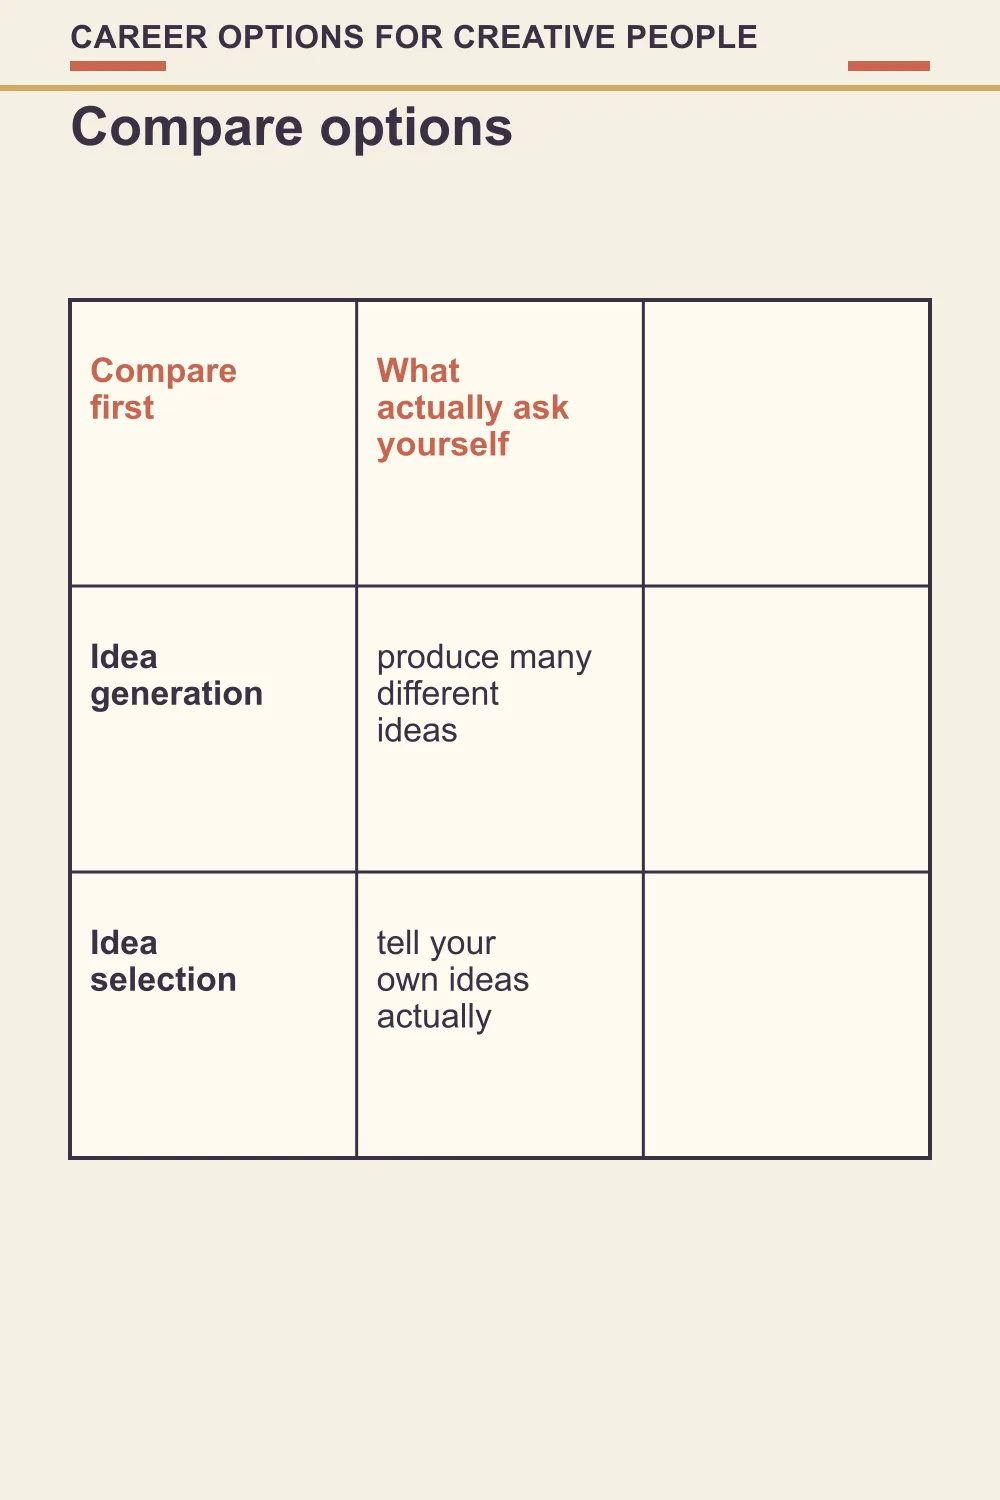 CAREER OPTIONS FOR CREATIVE PEOPLE
Compare options
Compare
first
What
actually ask
yourself
Idea
generation
produce many
different
ideas
Idea
selection
tell your
own ideas
actually